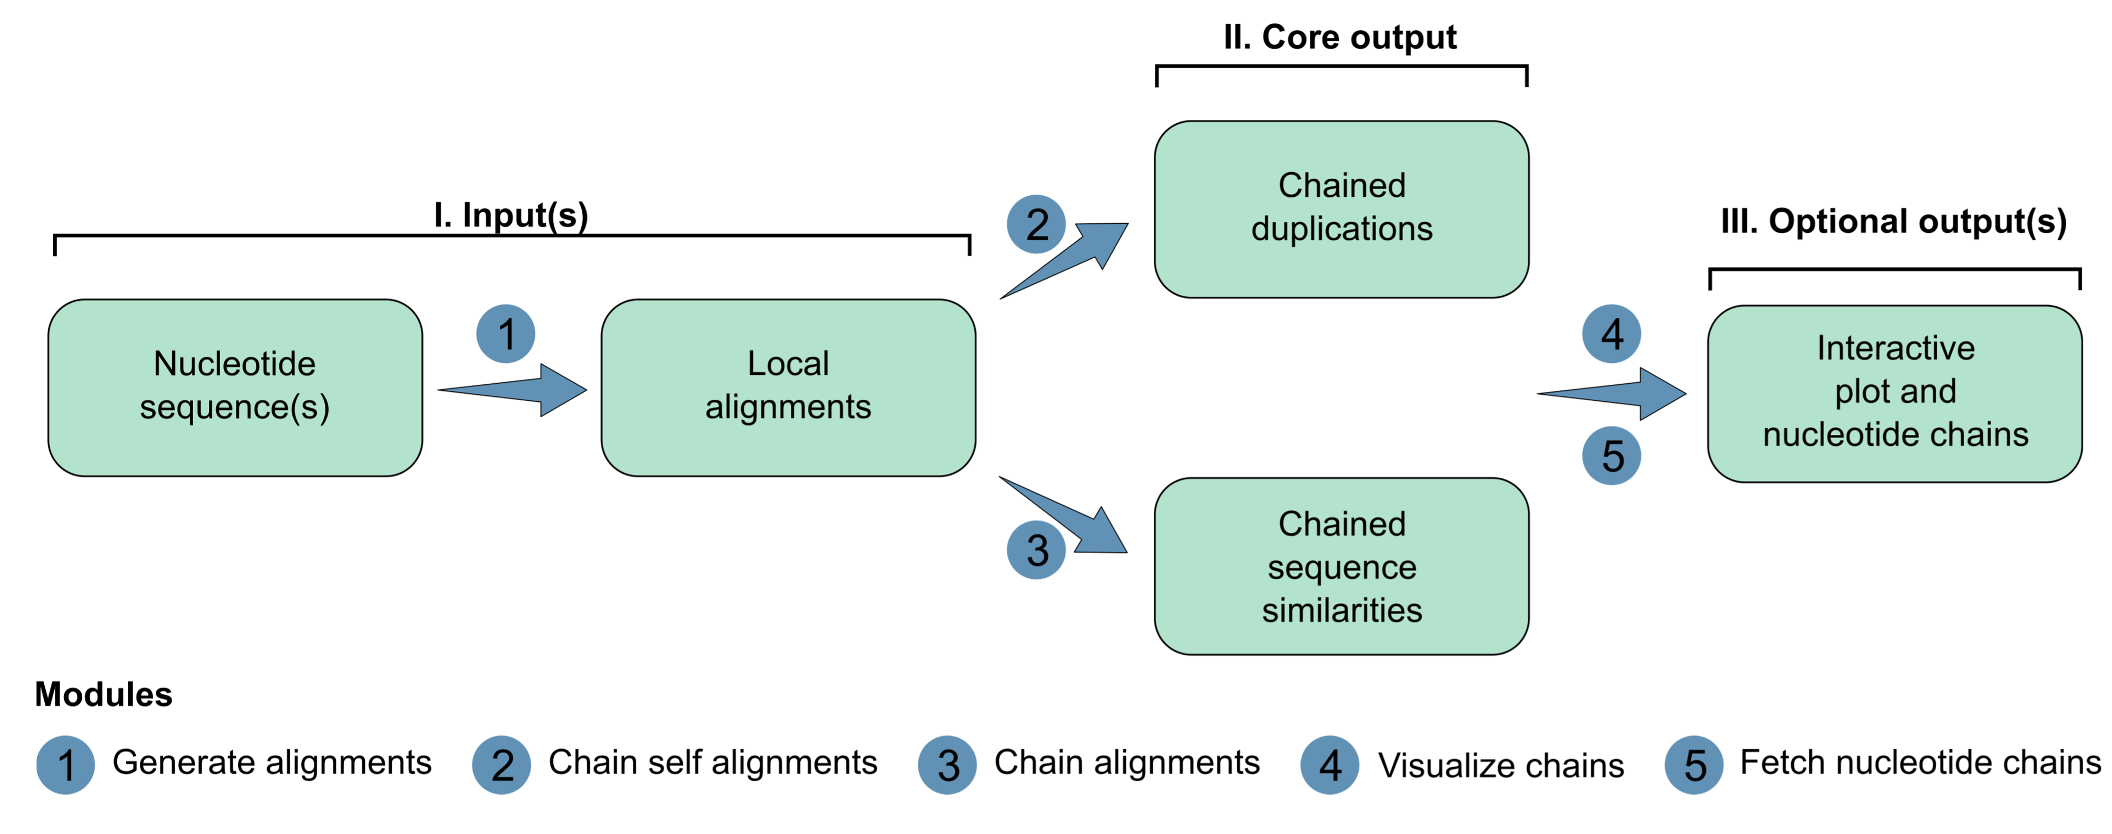 II. Core output
I. Input(s)
III. Optional output(s)
Nucleotide
sequence(s)
1
Local
alignments
2
3
Chained
duplications
Chained
sequence
similarities
4
5
Interactive
plot and
nucleotide chains
Modules
1 Generate alignments
2 Chain self alignments
3 Chain alignments
4 Visualize chains
5 Fetch nucleotide chains